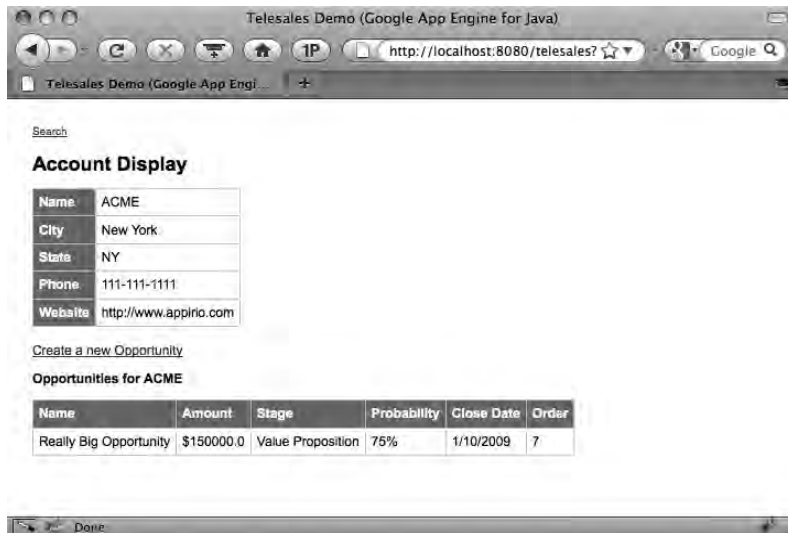 Telesales Demo (Google App Engine for Java)
1P http://localhost:8080/telesales? Google
Telesales Demo (Google App Engi... +
Search
Account Display
Name ACME
City New York
State NY
Phone 111-111-1111
Website http://www.appirio.com
Create a new Opportunity
Opportunities for ACME
Name Amount Stage Probability Close Date Order
Really Big Opportunity $150000.0 Value Proposition 75% 1/10/2009 7
Done